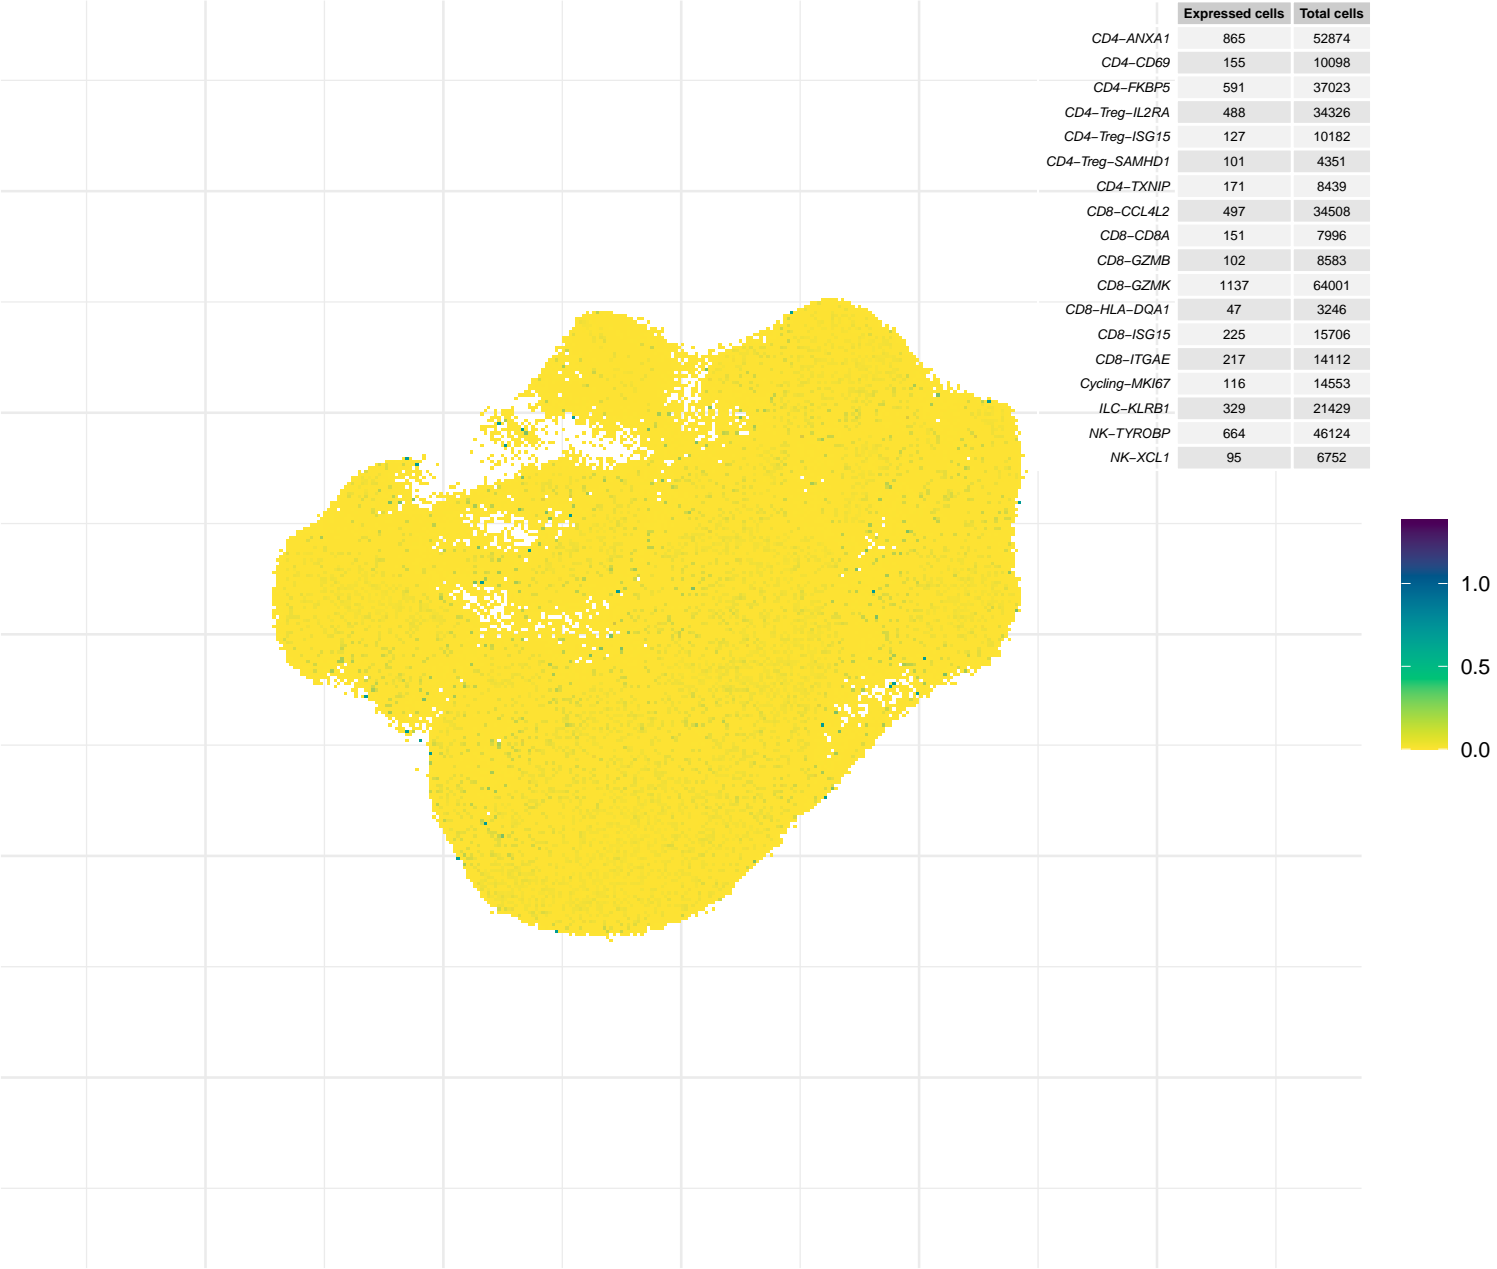 Expressed cells Total cells
CD4−ANXA1 865 52874
CD4−CD69 155 10098
CD4−FKBP5 591 37023
CD4−Treg−IL2RA 488 34326
CD4−Treg−ISG15 127 10182
CD4−Treg−SAMHD1 101 4351
CD4−TXNIP 171 8439
CD8−CCL4L2 497 34508
CD8−CD8A 151 7996
CD8−GZMB 102 8583
CD8−GZMK 1137 64001
CD8−HLA−DQA1 47 3246
CD8−ISG15 225 15706
CD8−ITGAE 217 14112
Cycling−MKI67 116 14553
ILC−KLRB1 329 21429
NK−TYROBP 664 46124
NK−XCL1 95 6752
1.0
0.5
0.0